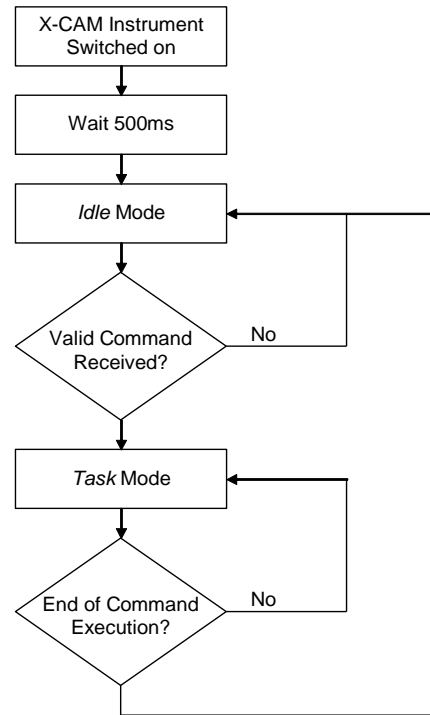 X-CAM Instrument
Switched on
Wait 500ms
Idle Mode
Valid Command
Received?
No
Task Mode
End of Command
Execution?
No